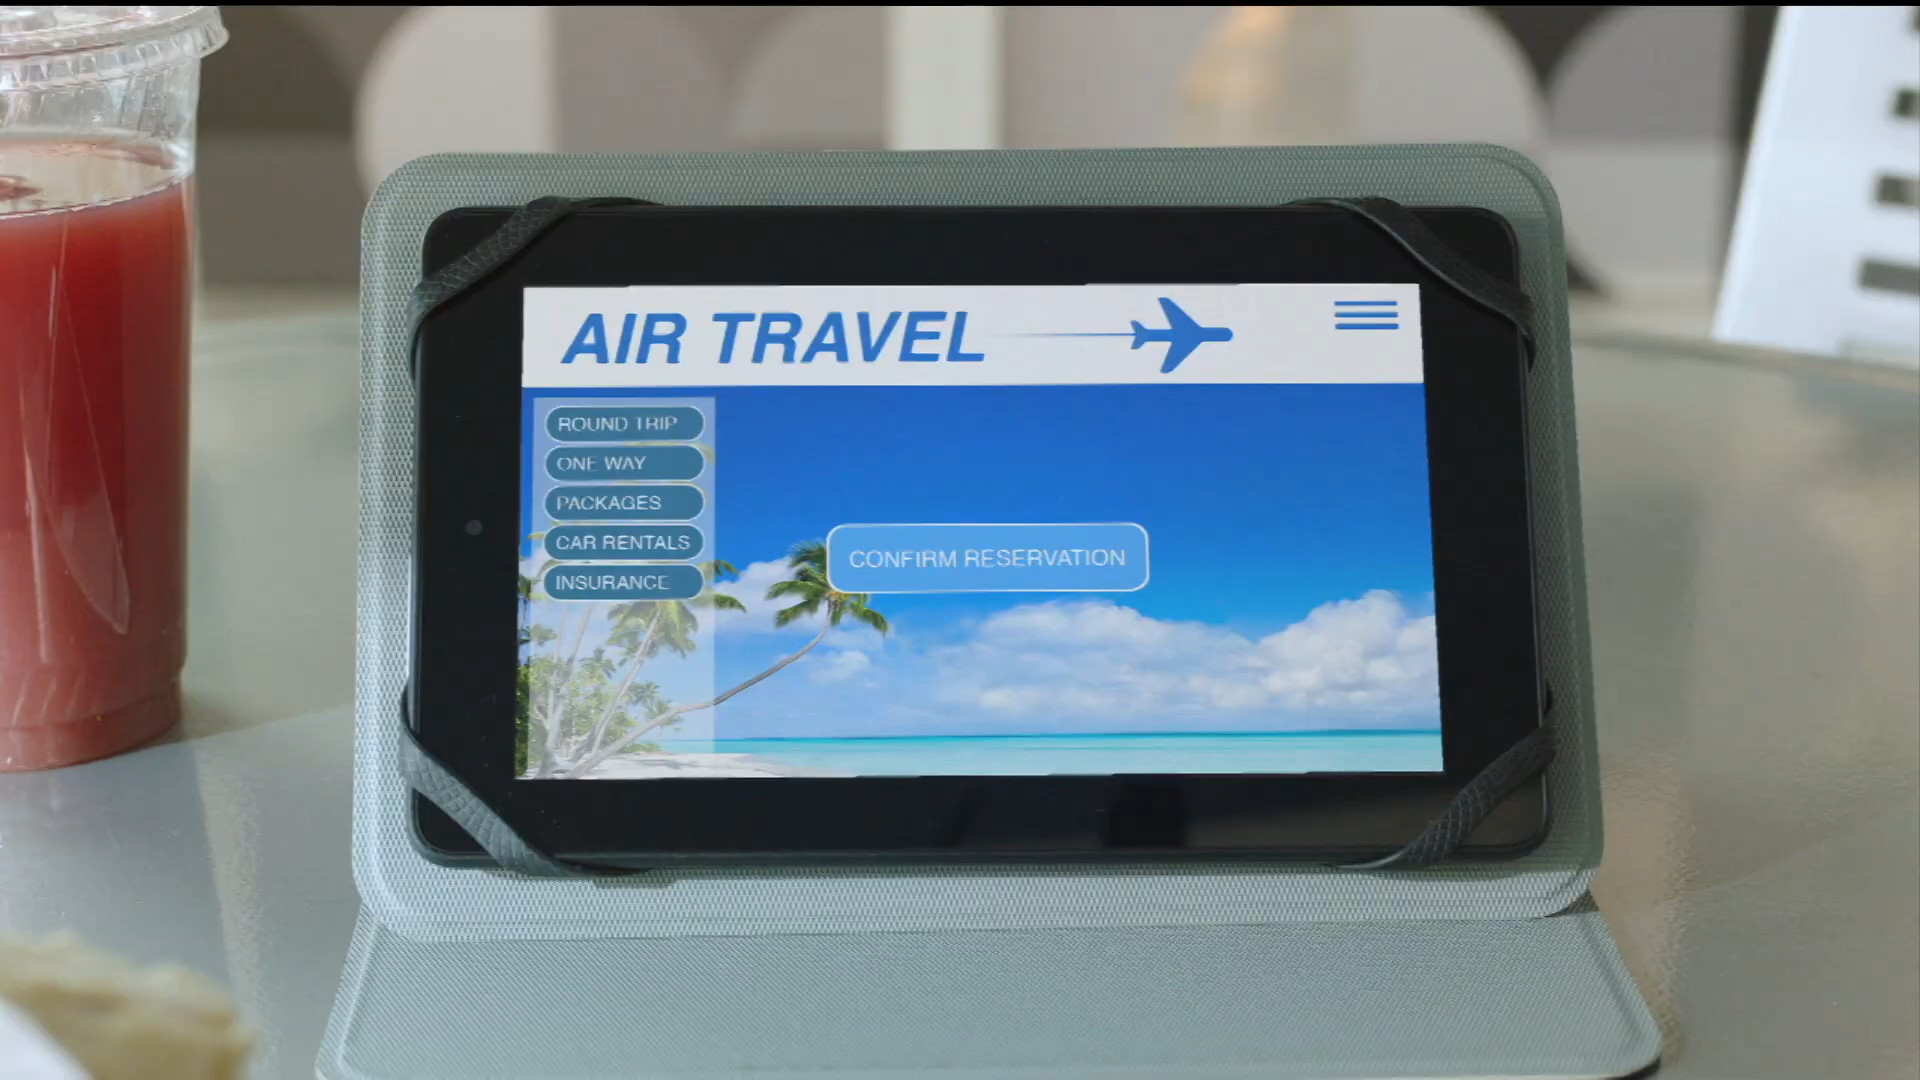 AIR TRAVEL
ROUND TRIP
ONE WAY
PACKAGES
CAR RENTALS
INSURANCE
CONFIRM RESERVATION